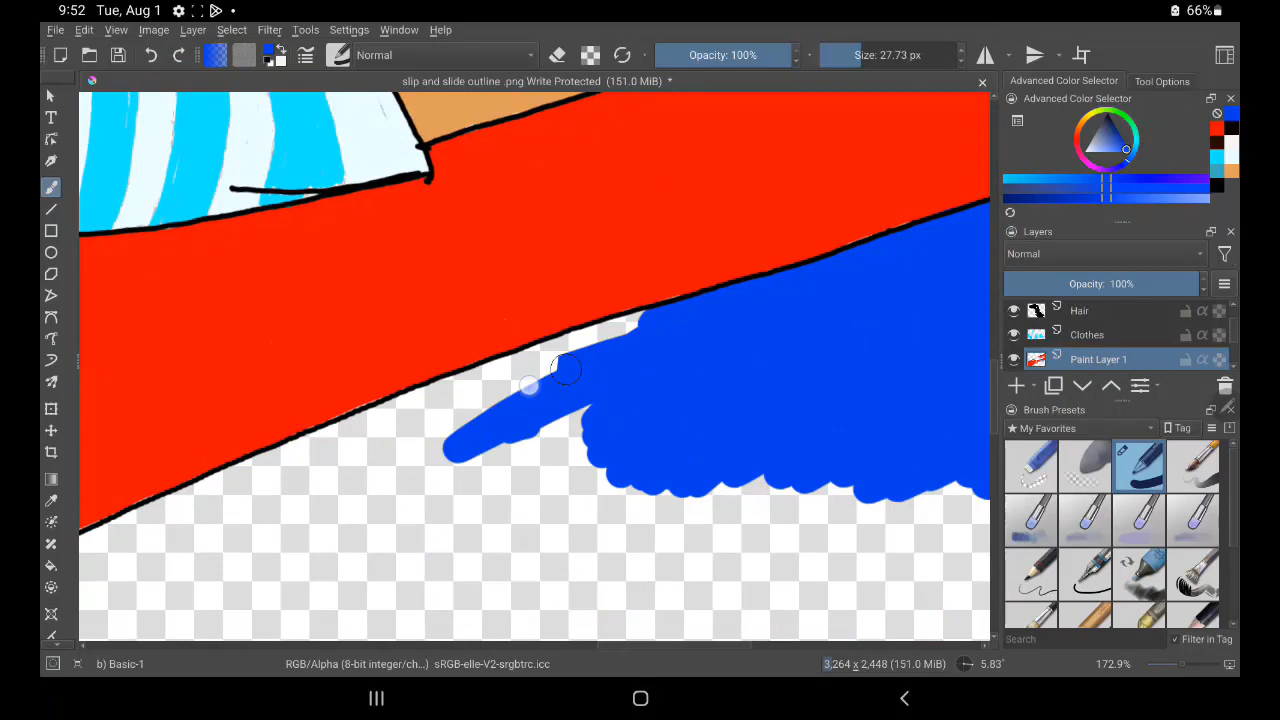 9:52 Tue, Aug 1
66%
File Edit View Image Layer Select Filter Tools Settings Window Help
Normal
Opacity: 100%
Size: 27.73 px
slip and slide outline .png Write Protected (151.0 MiB) *
Advanced Color Selector
Tool Options
Advanced Color Selector
Layers
Normal
Opacity: 100%
Hair
Clothes
Paint Layer 1
Brush Presets
My Favorites
Tag
Search
Filter in Tag
b) Basic-1
RGB/Alpha (8-bit integer/ch...) sRGB-elle-V2-srgbtrc.icc
3,264 x 2,448 (151.0 MiB)
5.83°
172.9%